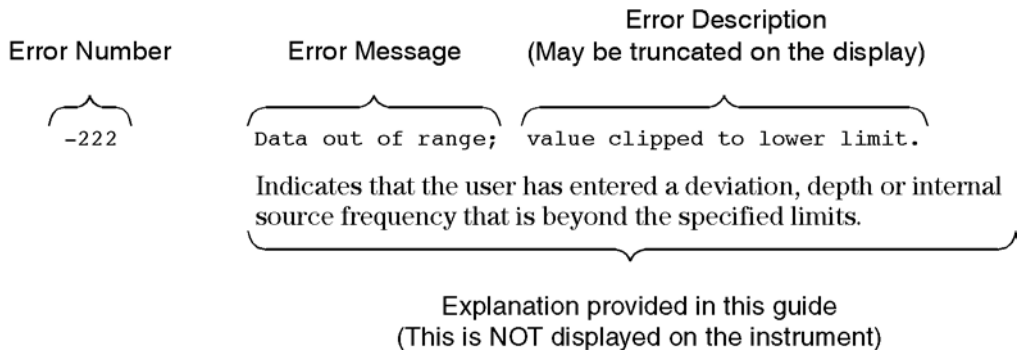 Error Description
Error Number Error Message (May be truncated on the display)
-222 Data out of range; value clipped to lower limit.
Indicates that the user has entered a deviation, depth or internal
source frequency that is beyond the specified limits.
Explanation provided in this guide
(This is NOT displayed on the instrument)